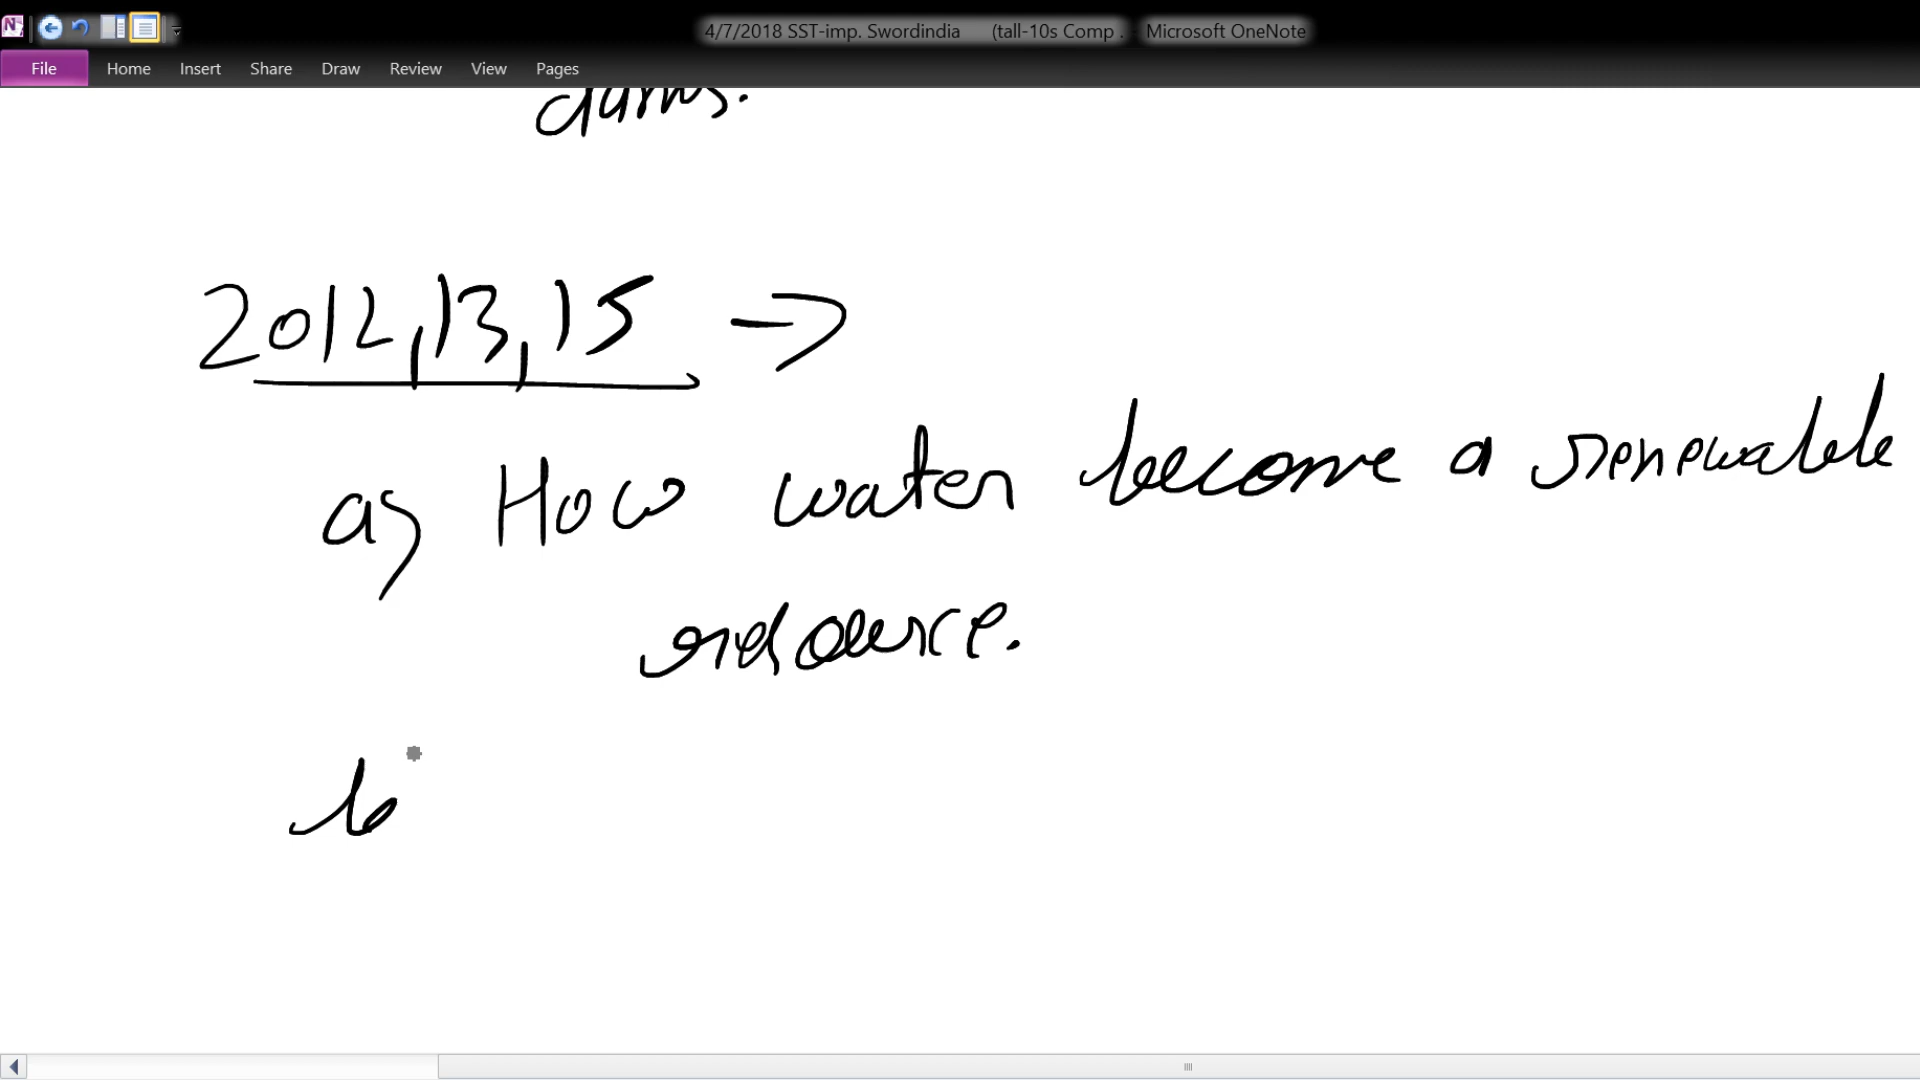 4/7/2018 SST-imp. Swordindia (tall-10s Comp . - Microsoft OneNote
File Home Insert Share Draw Review View Pages
dams.
2012,13,15 →
a) How water become a renewable
resource.
b